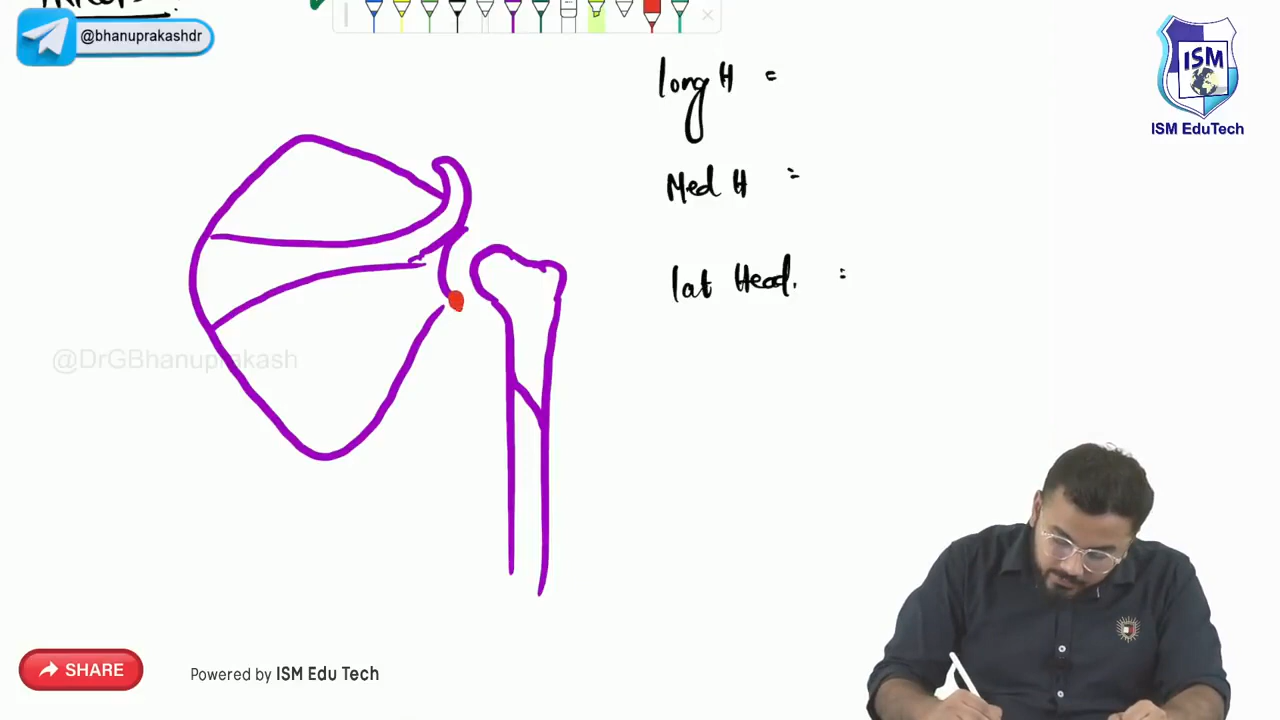 @bhanuprakashdr
ISM
ISM EduTech
long H =
Med H =
lat Head. =
@DrGBhanuprakash
SHARE
Powered by ISM Edu Tech